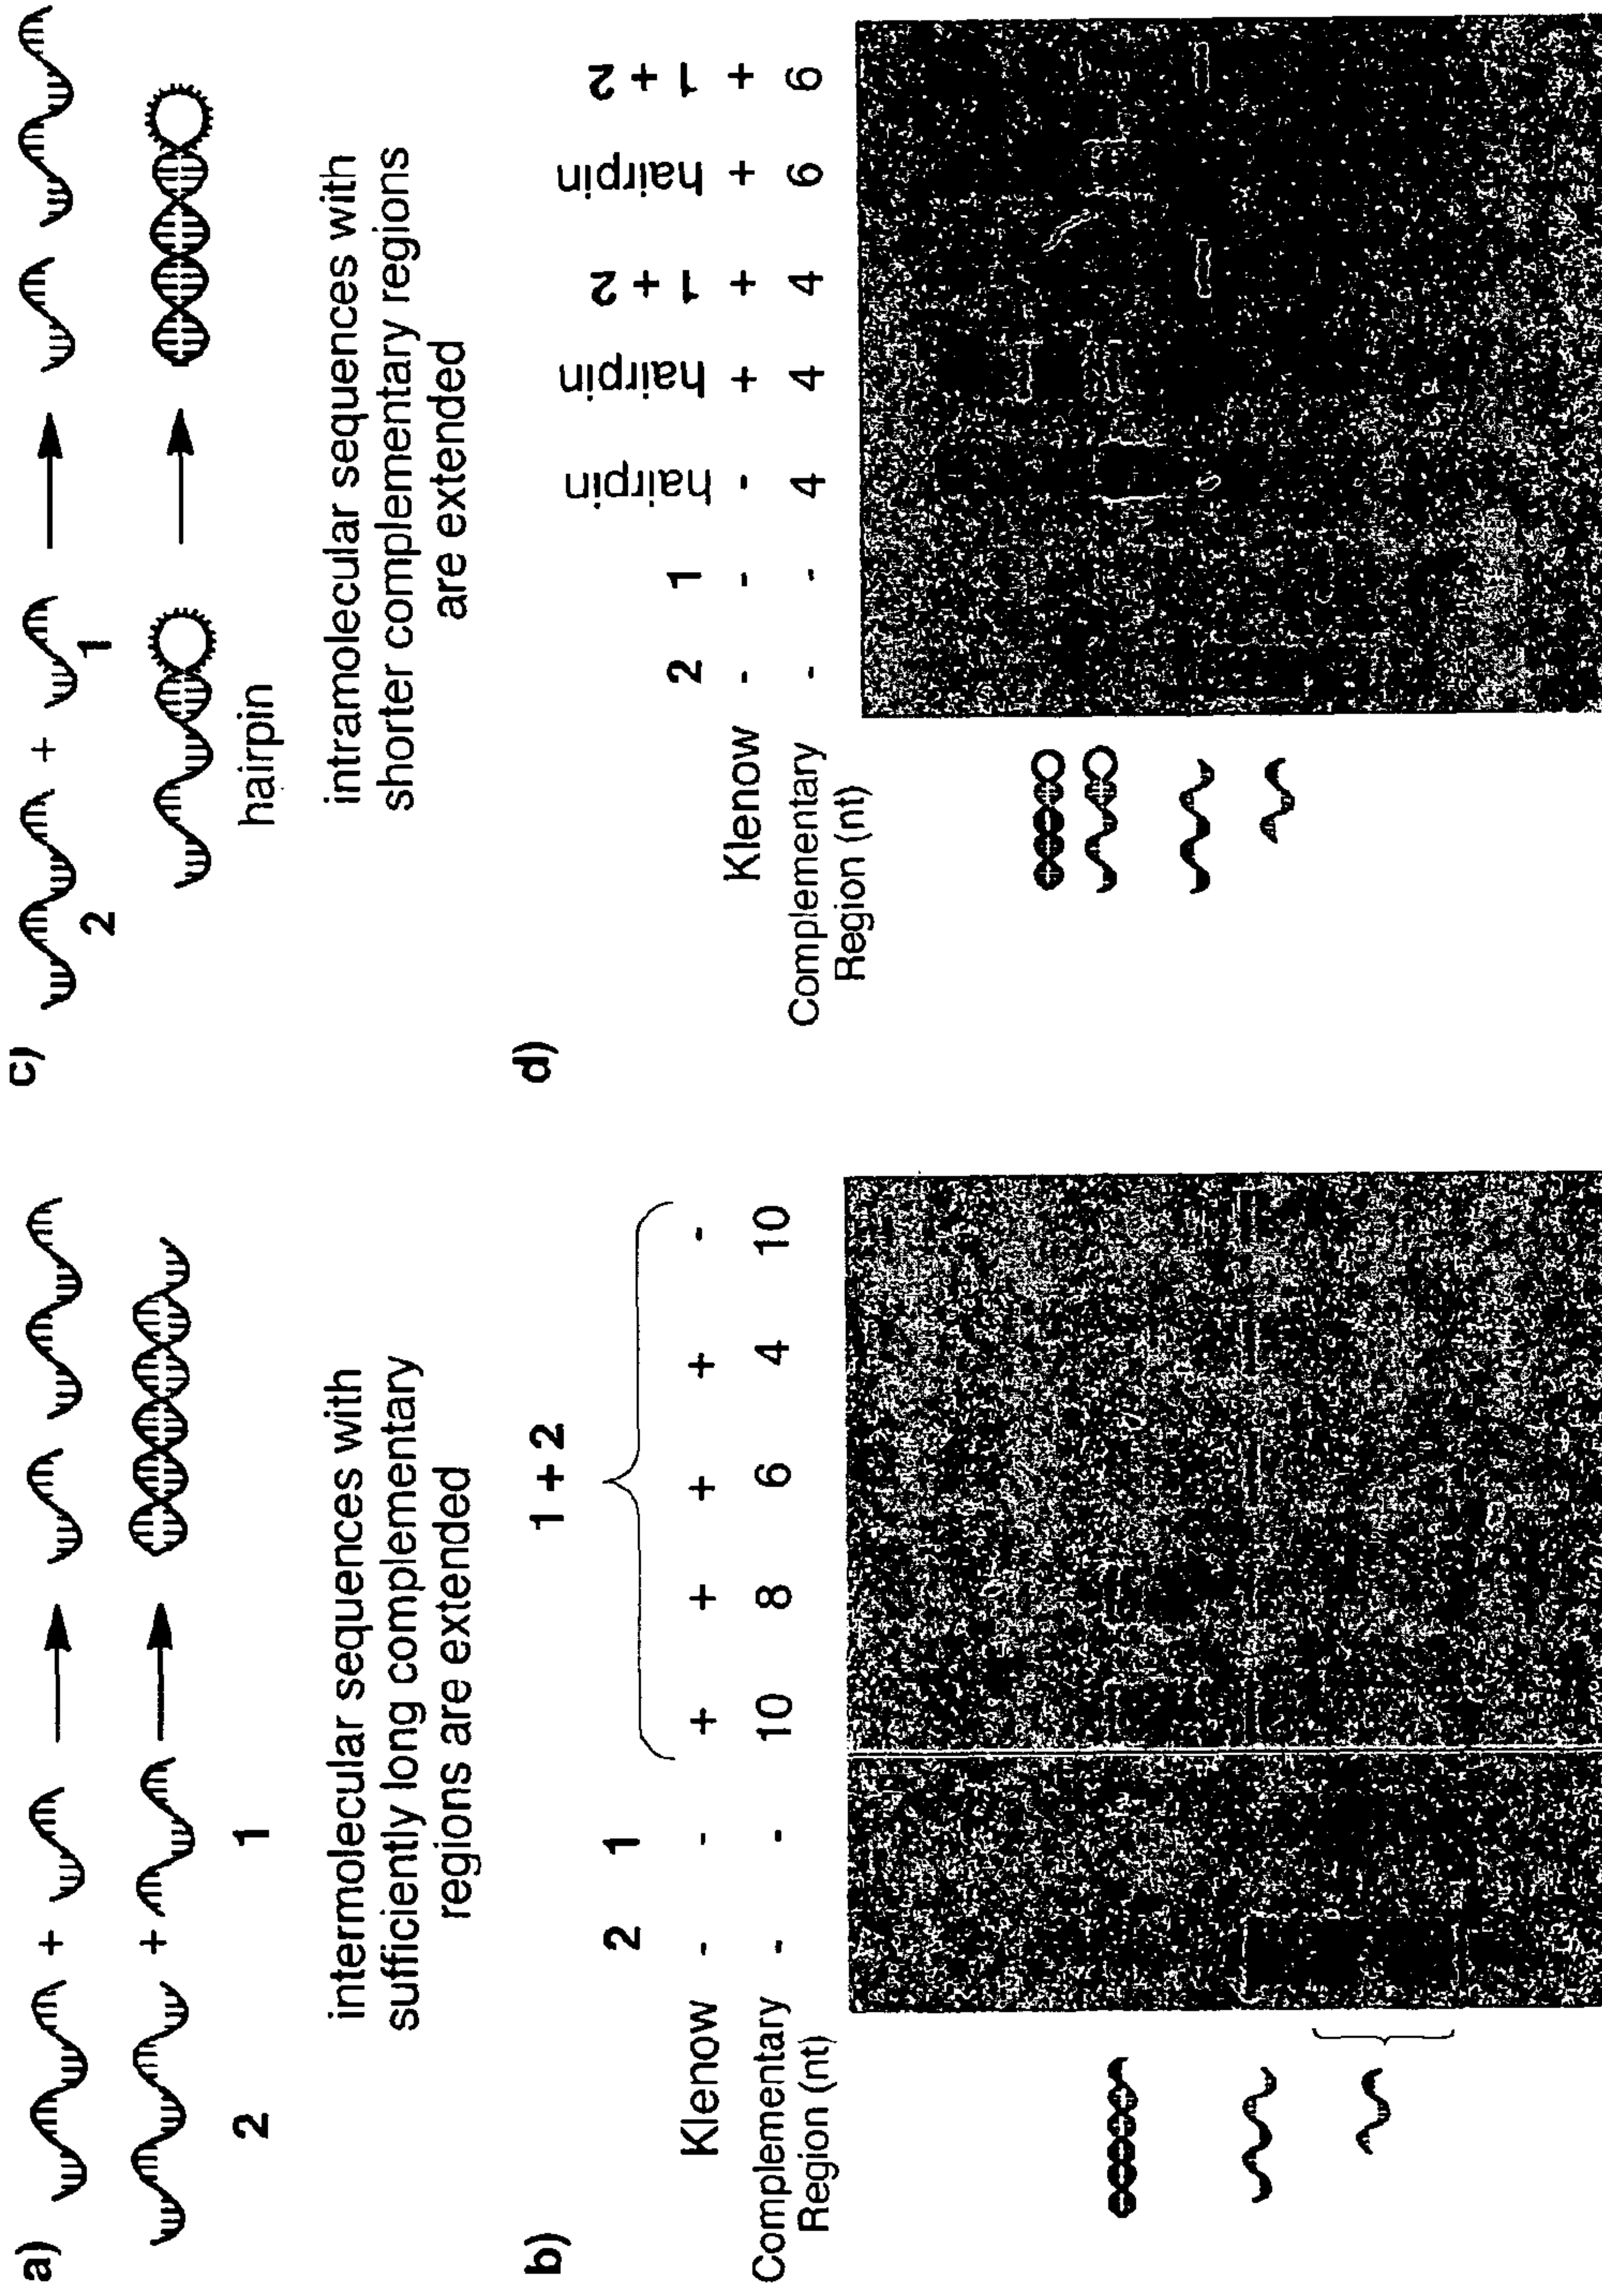 a)
2
1
intermolecular sequences with
sufficiently long complementary
regions are extended
b)
1 + 2
2 1
Klenow - - + + + + -
Complementary - - 10 8 6 4 10
Region (nt)
c)
2
1
hairpin
intramolecular sequences with
shorter complementary regions
are extended
d)
2 1 hairpin hairpin 1 + 2 hairpin 1 + 2
Klenow - - - + + + +
Complementary - - 4 4 4 6 6
Region (nt)